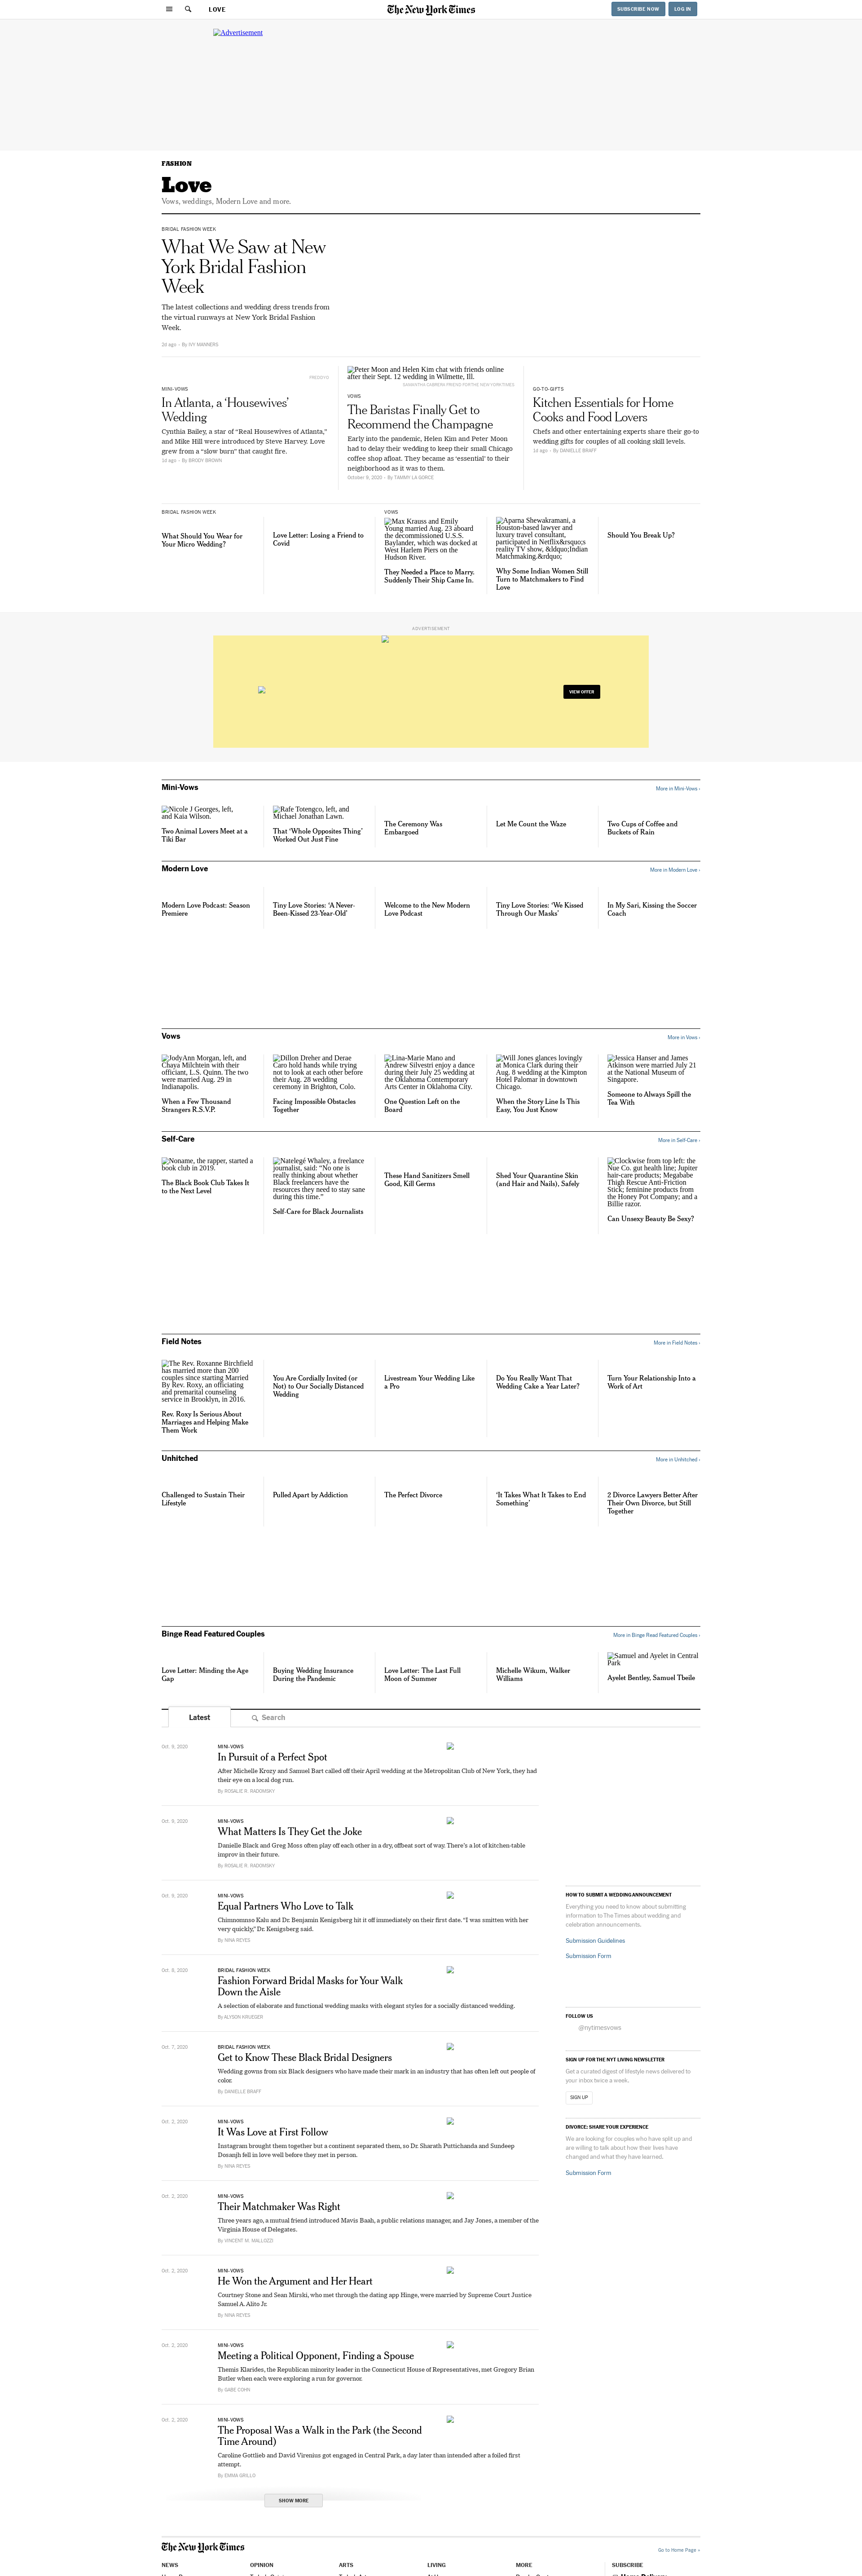 LOVE
The New York Times
SUBSCRIBE NOW
LOG IN
Advertisement
FASHION
Love
Vows, weddings, Modern Love and more.
BRIDAL FASHION WEEK
What We Saw at New
York Bridal Fashion
Week
The latest collections and wedding dress trends from
the virtual runways at New York Bridal Fashion
Week.
1d ago - By IVY MANNERS
PRESSTO
MINI-VOWS
In Atlanta, a ‘Housewives’
Wedding
Cynthia Bailey, a star of “Real Housewives of Atlanta,”
and Mike Hill were introduced by Steve Harvey. Love
grew from a “slow burn” that caught fire.
1d ago - By BRODY BROWN
Peter Moon and Helen Kim chat with friends online
after their Sept. 12 wedding in Wilmette, Ill.
VOWS
The Baristas Finally Get to
Recommend the Champagne
Early into the pandemic, Helen Kim and Peter Moon
had to delay their wedding to keep their small Chicago
coffee shop afloat. They became as ‘essential’ to their
neighborhood as it was to them.
October 9, 2020 - By TAMMY LA GORCE
GO-TO-GIFTS
Kitchen Essentials for Home
Cooks and Food Lovers
Chefs and other entertaining experts share their go-to
wedding gifts for couples of all cooking skill levels.
1d ago - By DANIELLE BRAFF
BRIDAL FASHION WEEK
What Should You Wear for
Your Micro Wedding?
Love Letter: Losing a Friend to
Covid
VOWS
Max Krauss and Emily
Young married Aug. 23 aboard
the decommissioned U.S.S.
Baylander, which was docked at
West Harlem Piers on the
Hudson River.
They Needed a Place to Marry.
Suddenly Their Ship Came In.
Aparna Shewakramani, a
Houston-based lawyer and
luxury travel consultant,
participated in Netflix&rsquo;s
reality TV show, &ldquo;Indian
Matchmaking.&rdquo;
Why Some Indian Women Still
Turn to Matchmakers to Find
Love
Should You Break Up?
ADVERTISEMENT
VIEW OFFER
Mini-Vows
More in Mini-Vows ›
Nicole J Georges, left,
and Kaia Wilson.
Two Animal Lovers Meet at a
Tiki Bar
Rafe Totengco, left, and
Michael Jonathan Lawn.
That ‘Whole Opposites Thing’
Worked Out Just Fine
The Ceremony Was
Embargoed
Let Me Count the Waze
Two Cups of Coffee and
Buckets of Rain
Modern Love
More in Modern Love ›
Modern Love Podcast: Season
Premiere
Tiny Love Stories: ‘A Never-
Been-Kissed 23-Year-Old’
Welcome to the New Modern
Love Podcast
Tiny Love Stories: ‘We Kissed
Through Our Masks’
In My Sari, Kissing the Soccer
Coach
Vows
More in Vows ›
JodyAnn Morgan, left, and
Chaya Milchtein with their
officiant, L.S. Quinn. The two
were married Aug. 29 in
Indianapolis.
When a Few Thousand
Strangers R.S.V.P.
Dillon Dreher and Derae
Caro hold hands while trying
not to look at each other before
their Aug. 28 wedding
ceremony in Brighton, Colo.
Facing Impossible Obstacles
Together
Lina-Marie Mano and
Andrew Silvestri enjoy a dance
during their July 25 wedding at
the Oklahoma Contemporary
Arts Center in Oklahoma City.
One Question Left on the
Board
Will Jones glances lovingly
at Monica Clark during their
Aug. 8 wedding at the Benton
Hotel Palomar in downtown
Chicago.
When the Story Line Is This
Easy, You Just Know
Jessica Hanser and James
Atkinson were married July 21
at the National Museum of
Singapore.
Someone to Always Spill the
Tea With
Self-Care
More in Self-Care ›
Noname, the rapper, started a
book club in 2019.
The Black Book Club Takes It
to the Next Level
Natelegé Whaley, a freelance
journalist, said: “No one is
really thinking about whether
Black freelancers have the
resources they need to stay sane
during this time.”
Self-Care for Black Journalists
These Hand Sanitizers Smell
Good, Kill Germs
Shed Your Quarantine Skin
(and Hair and Nails), Safely
Clockwise from top left: the
Nue Co. gut health line; Jupiter
hair-care products; Megababe
Thigh Rescue Anti-Friction
Stick; feminine products from
the Honey Pot Company; and a
Billie razor.
Can Unsexy Beauty Be Sexy?
Field Notes
More in Field Notes ›
The Rev. Roxanne Birchfield
has married more than 200
couples since starting Married
By Rev. Roxy, an officiating
and premarital counseling
service in Brooklyn, in 2016.
Rev. Roxy Is Serious About
Marriages and Helping Make
Them Work
You Are Cordially Invited (or
Not) to Our Socially Distanced
Wedding
Livestream Your Wedding Like
a Pro
Do You Really Want That
Wedding Cake a Year Later?
Turn Your Relationship Into a
Work of Art
Unhitched
More in Unhitched ›
Challenged to Sustain Their
Lifestyle
Pulled Apart by Addiction
The Perfect Divorce
‘It Takes What It Takes to End
Something’
2 Divorce Lawyers Better After
Their Own Divorce, but Still
Together
Binge Read Featured Couples
More in Binge Read Featured Couples ›
Love Letter: Minding the Age
Gap
Buying Wedding Insurance
During the Pandemic
Love Letter: The Last Full
Moon of Summer
Michelle Wikum, Walker
Williams
Samuel and Ayelet in Central
Park
Ayelet Bentley, Samuel Tbeile
Latest
Search
Oct. 9, 2020
MINI-VOWS
In Pursuit of a Perfect Spot
After Michelle Krozy and Samuel Bart called off their April wedding at the Metropolitan Club of New York, they had
their eye on a local dog run.
By ROSALIE R. RADOMSKY
Oct. 9, 2020
MINI-VOWS
What Matters Is They Get the Joke
Danielle Black and Greg Moss often play off each other in a dry, offbeat sort of way. There’s a lot of kitchen-table
improv in their future.
By ROSALIE R. RADOMSKY
Oct. 9, 2020
MINI-VOWS
Equal Partners Who Love to Talk
Chimnomnso Kalu and Dr. Benjamin Kenigsberg hit it off immediately on their first date. “I was smitten with her
very quickly,” Dr. Kenigsberg said.
By NINA REYES
Oct. 8, 2020
BRIDAL FASHION WEEK
Fashion Forward Bridal Masks for Your Walk
Down the Aisle
A selection of elaborate and functional wedding masks with elegant styles for a socially distanced wedding.
By ALYSON KRUEGER
Oct. 7, 2020
BRIDAL FASHION WEEK
Get to Know These Black Bridal Designers
Wedding gowns from six Black designers who have made their mark in an industry that has often left out people of
color.
By DANIELLE BRAFF
Oct. 2, 2020
MINI-VOWS
It Was Love at First Follow
Instagram brought them together but a continent separated them, so Dr. Sharath Puttichanda and Sundeep
Dosanjh fell in love well before they met in person.
By NINA REYES
Oct. 2, 2020
MINI-VOWS
Their Matchmaker Was Right
Three years ago, a mutual friend introduced Mavis Baah, a public relations manager, and Jay Jones, a member of the
Virginia House of Delegates.
By VINCENT M. MALLOZZI
Oct. 2, 2020
MINI-VOWS
He Won the Argument and Her Heart
Courtney Stone and Sean Mirski, who met through the dating app Hinge, were married by Supreme Court Justice
Samuel A. Alito Jr.
By NINA REYES
Oct. 2, 2020
MINI-VOWS
Meeting a Political Opponent, Finding a Spouse
Themis Klarides, the Republican minority leader in the Connecticut House of Representatives, met Gregory Brian
Butler when each were exploring a run for governor.
By GABE COHN
Oct. 2, 2020
MINI-VOWS
The Proposal Was a Walk in the Park (the Second
Time Around)
Caroline Gottlieb and David Virenius got engaged in Central Park, a day later than intended after a foiled first
attempt.
By EMMA GRILLO
SHOW MORE
HOW TO SUBMIT A WEDDING ANNOUNCEMENT
Everything you need to know about submitting
information to The Times about wedding and
celebration announcements.
Submission Guidelines
Submission Form
FOLLOW US
@nytimesvows
SIGN UP FOR THE NYT LIVING NEWSLETTER
Get a curated digest of lifestyle news delivered to
your inbox twice a week.
SIGN UP
DIVORCE: SHARE YOUR EXPERIENCE
We are looking for couples who have split up and
are willing to talk about how their lives have
changed and what they have learned.
Submission Form
The New York Times
Go to Home Page »
NEWS
OPINION
ARTS
LIVING
MORE
SUBSCRIBE